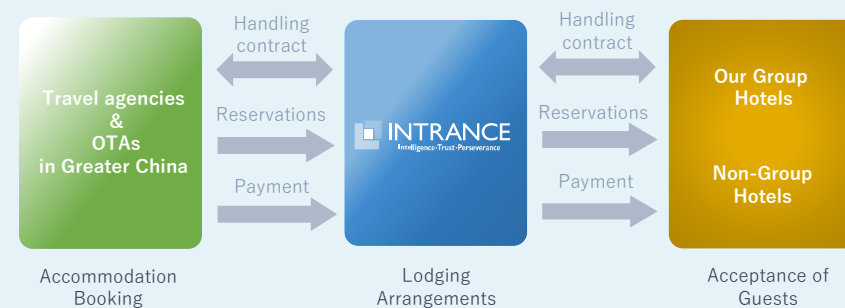 Handling
contract
Handling
contract
Travel agencies
&
OTAs
in Greater China
Reservations
Payment
INTRANCE
Intelligence·Trust·Perseverance
Reservations
Payment
Our Group
Hotels
Non-Group
Hotels
Accommodation
Booking
Lodging
Arrangements
Acceptance of
Guests